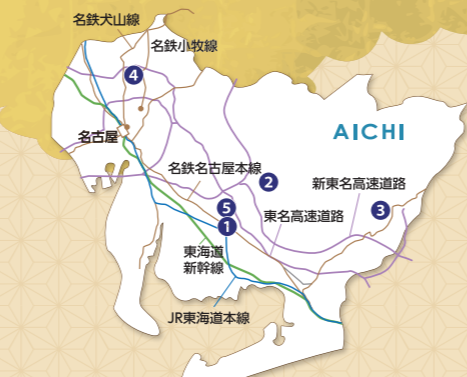 名鉄犬山線
名鉄小牧線
4
名古屋
AICHI
名鉄名古屋本線
2
新東名高速道路
3
5
東名高速道路
1
東海道
新幹線
JR東海道本線